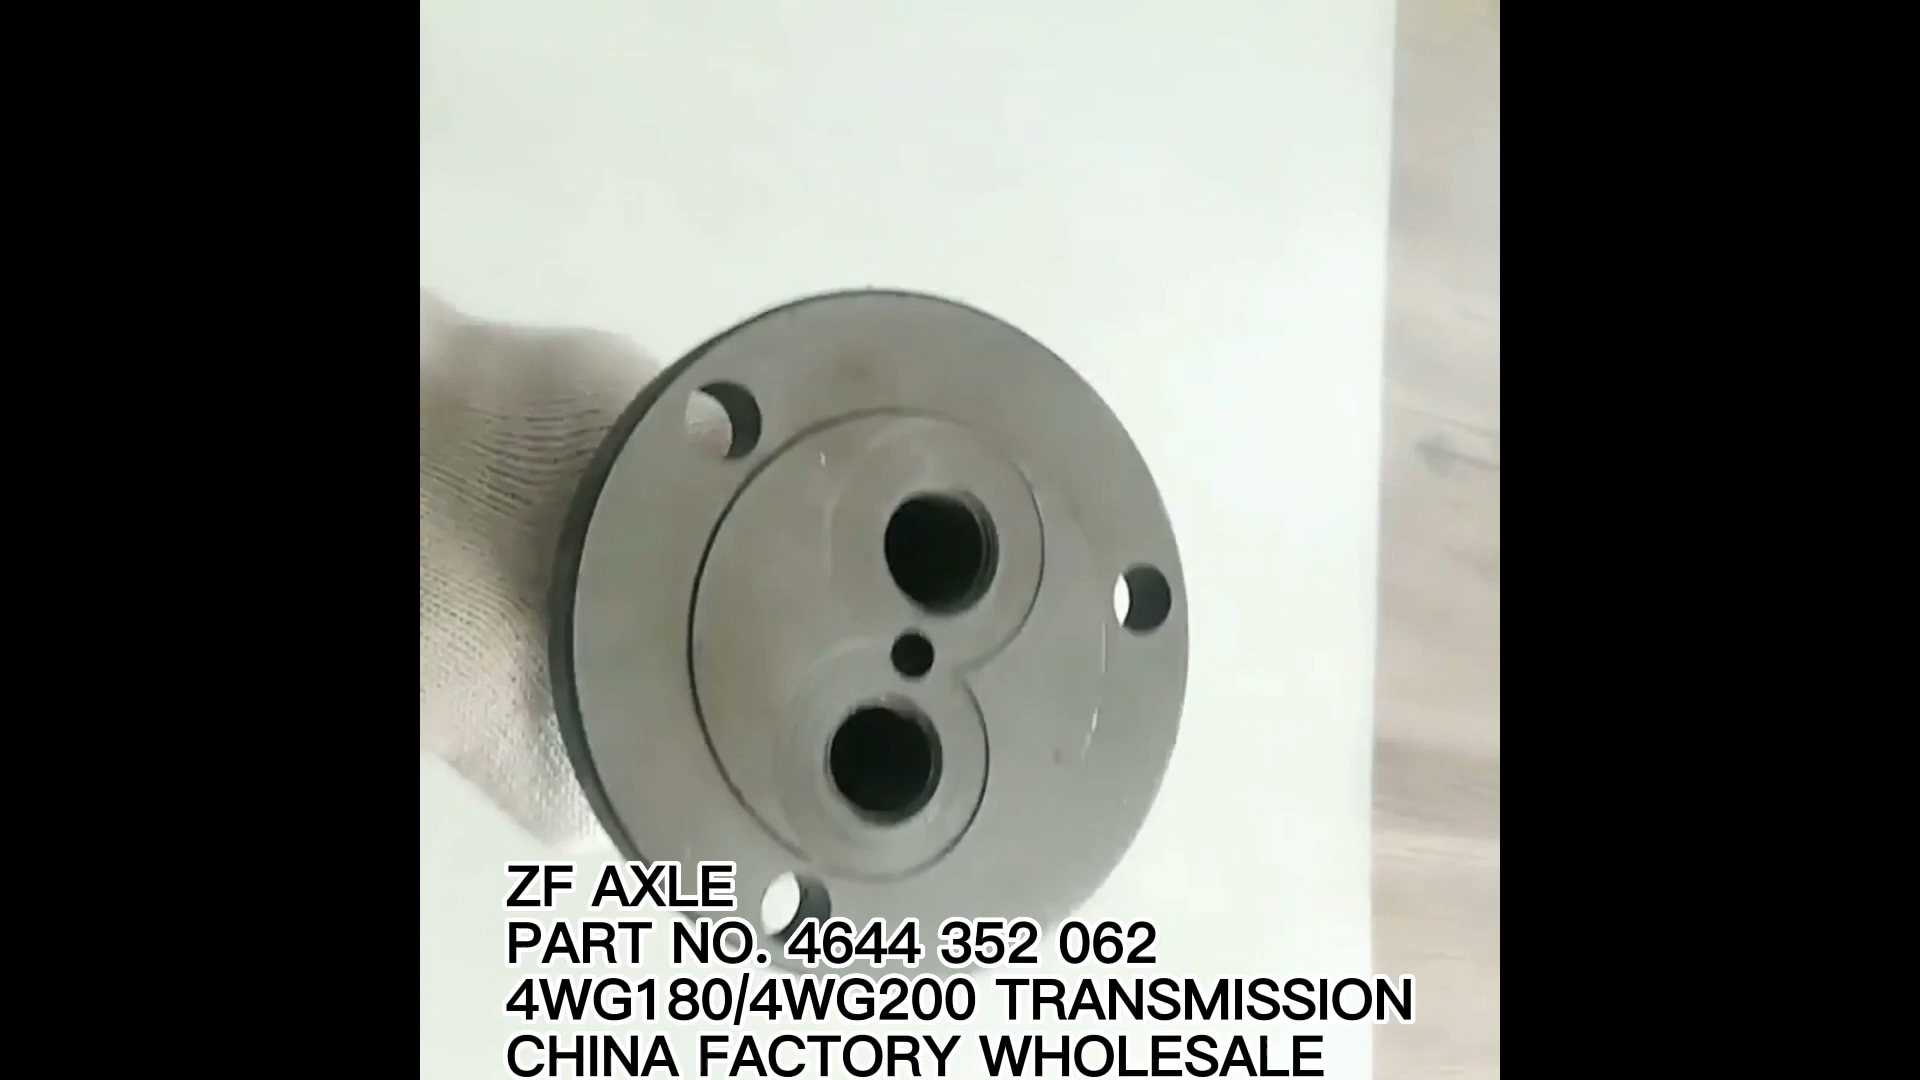 ZF AXLE
PART NO. 4644 352 062
4WG180/4WG200 TRANSMISSION
CHINA FACTORY WHOLESALE